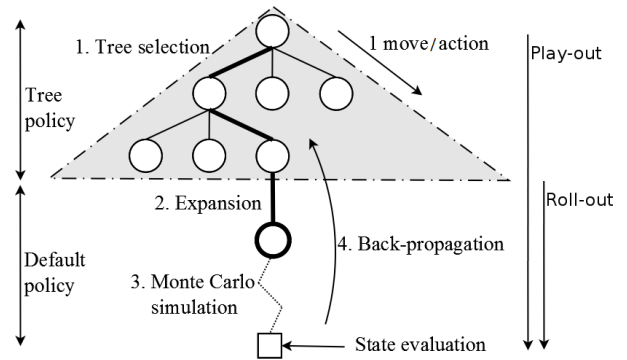 1. Tree selection
1 move/action
Play-out
Tree
policy
2. Expansion
Roll-out
4. Back-propagation
Default
policy
3. Monte Carlo
simulation
State evaluation